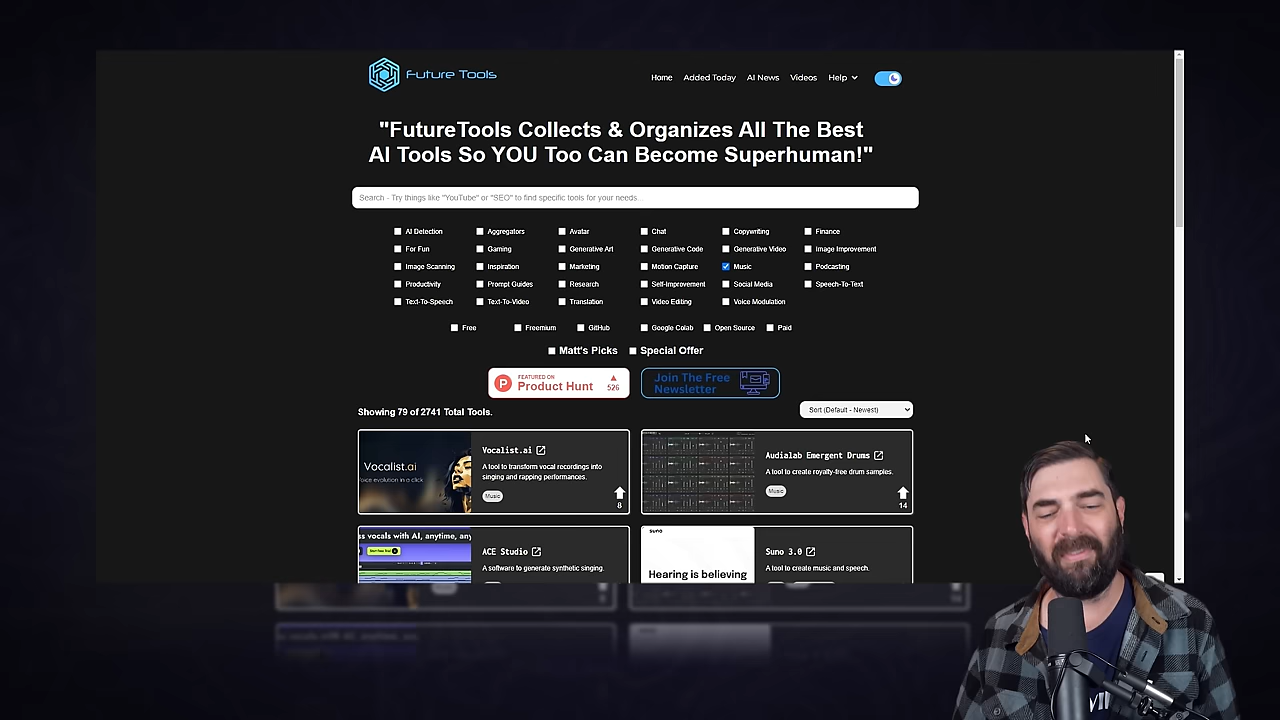 Future Tools
Home Added Today AI News Videos Help
"FutureTools Collects & Organizes All The Best
AI Tools So YOU Too Can Become Superhuman!"
Search - Try things like "YouTube" or "SEO" to find specific tools for your needs...
AI Detection Aggregators Avatar Chat Copywriting Finance
For Fun Gaming Generative Art Generative Code Generative Video Image Improvement
Image Scanning Inspiration Marketing Motion Capture Music Podcasting
Productivity Prompt Guides Research Self-Improvement Social Media Speech-To-Text
Text-To-Speech Text-To-Video Translation Video Editing Voice Modulation
Free Freemium GitHub Google Colab Open Source Paid
Matt's Picks Special Offer
FEATURED ON
Product Hunt 526
Join The Free
Newsletter
Showing 79 of 2741 Total Tools.
Sort (Default - Newest)
Vocalist.ai
oice evolution in a click
Vocalist.ai
A tool to transform vocal recordings into
singing and rapping performances.
Music
8
Audialab Emergent Drums
A tool to create royalty-free drum samples.
Music
14
ss vocals with AI, anytime, any
Start free trial
ACE Studio
A software to generate synthetic singing.
suno
Hearing is believing
Suno 3.0
A tool to create music and speech.